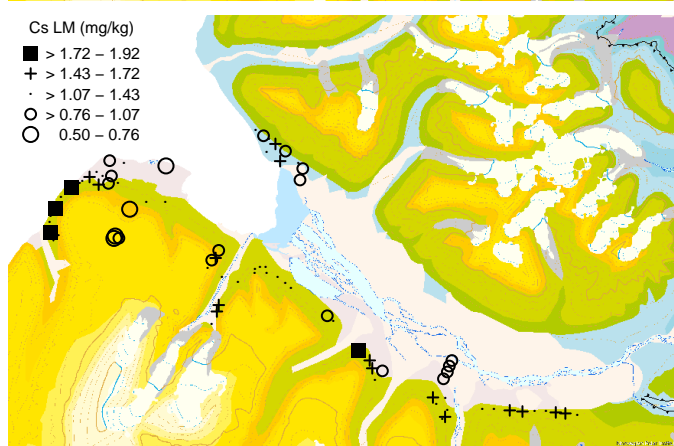 Cs LM (mg/kg)
> 1.72 – 1.92
> 1.43 – 1.72
> 1.07 – 1.43
> 0.76 – 1.07
0.50 – 0.76